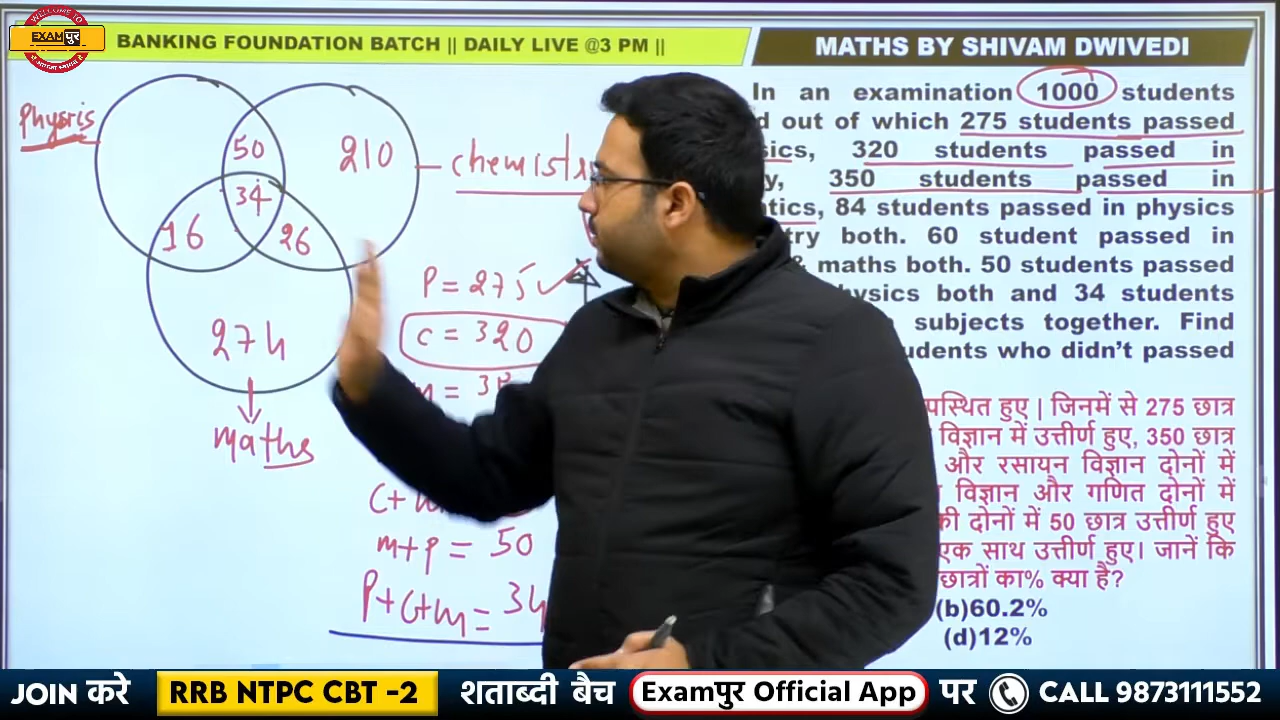 WELCOME TO
EXAMपुर
BANKING FOUNDATION BATCH || DAILY LIVE @3 PM ||
MATHS BY SHIVAM DWIVEDI
In an examination 1000 students
out of which 275 students passed
320 students passed in
350 students passed in
84 students passed in physics
both. 60 student passed in
& maths both. 50 students passed
both and 34 students
subjects together. Find
who didn't passed
हुए | जिनमें से 275 छात्र
विज्ञान में उत्तीर्ण हुए, 350 छात्र
और रसायन विज्ञान दोनों में
विज्ञान और गणित दोनों में
दोनों में 50 छात्र उत्तीर्ण हुए
एक साथ उत्तीर्ण हुए। जानें कि
छात्रों का% क्या है?
(b)60.2%
(d)12%
Physis
50
210
34
16
26
274
maths
P = 275
C = 320
m+p = 50
P+C+m = 34
JOIN करे
RRB NTPC CBT -2
शताब्दी बैच
Examपुर Official App
पर
CALL 9873111552